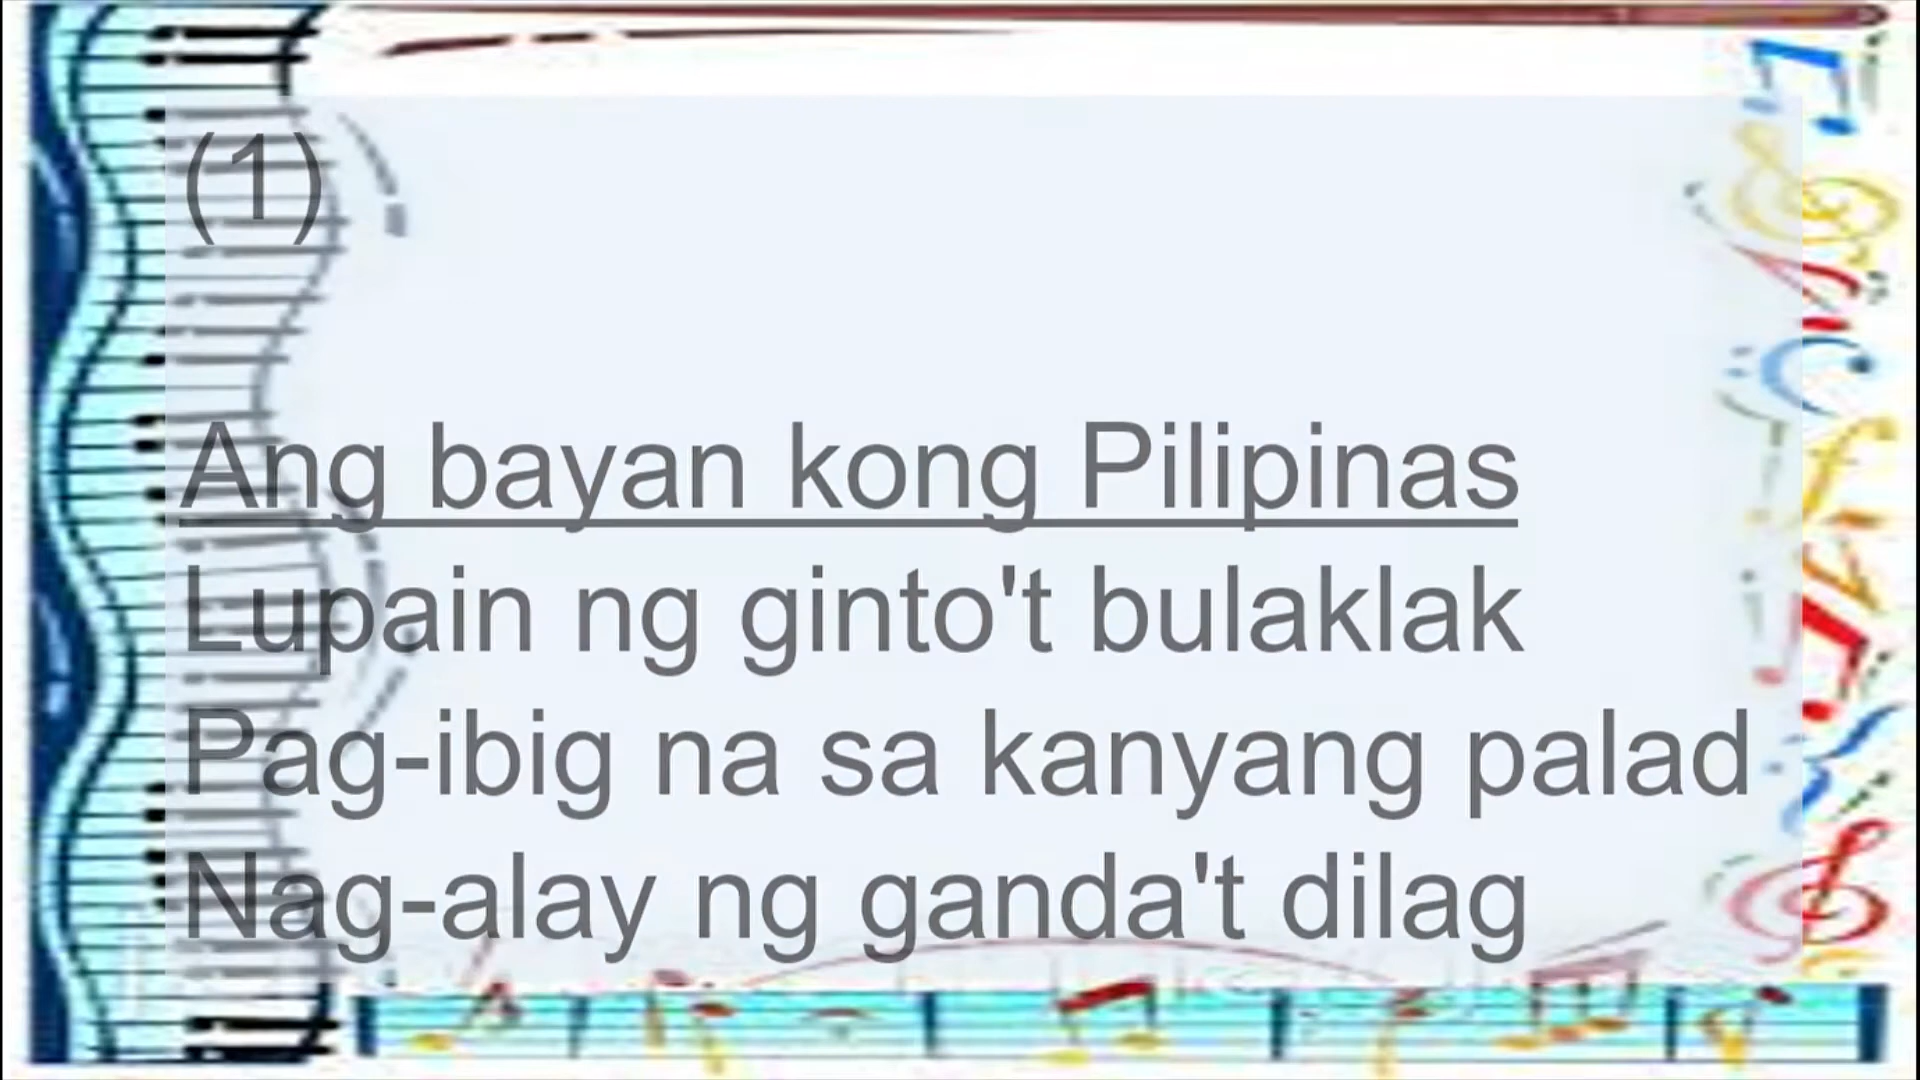 (1)
Ang bayan kong Pilipinas
Lupain ng ginto't bulaklak
Pag-ibig na sa kanyang palad
Nag-alay ng ganda't dilag